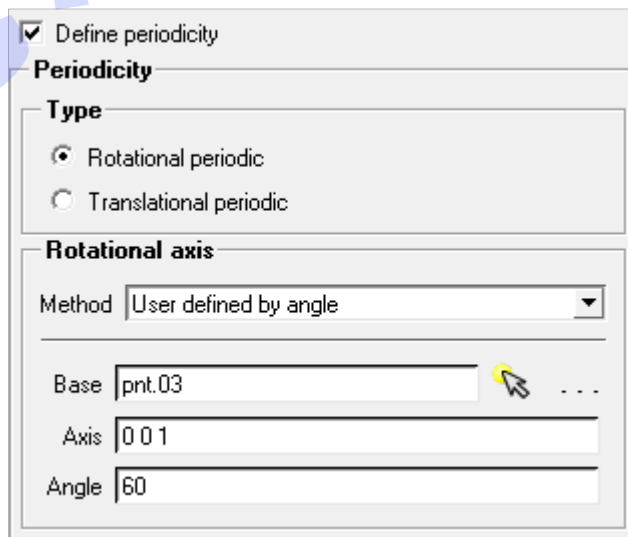 Define periodicity
Periodicity
Type
Rotational periodic
Translational periodic
Rotational axis
Method User defined by angle
Base pnt.03 . . .
Axis 0 0 1
Angle 60